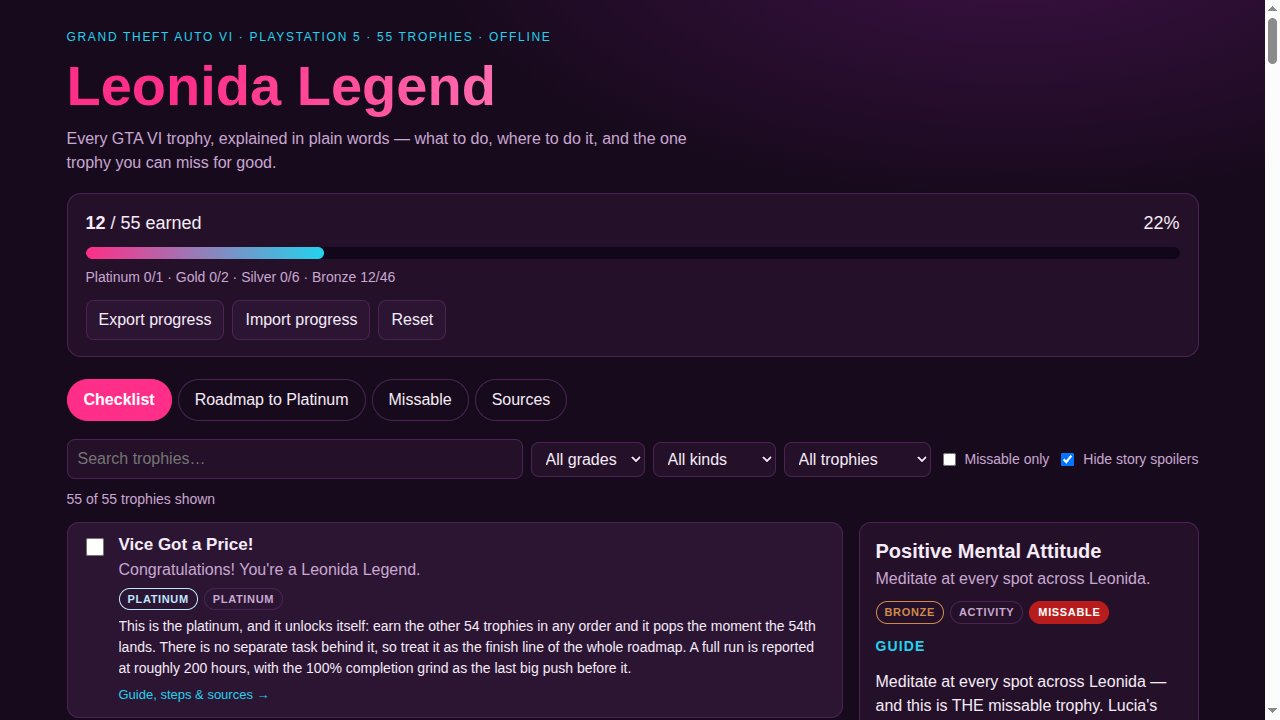 GRAND THEFT AUTO VI · PLAYSTATION 5 · 55 TROPHIES · OFFLINE
Leonida Legend
Every GTA VI trophy, explained in plain words — what to do, where to do it, and the one
trophy you can miss for good.
12 / 55 earned
22%
Platinum 0/1 · Gold 0/2 · Silver 0/6 · Bronze 12/46
Export progress
Import progress
Reset
Checklist
Roadmap to Platinum
Missable
Sources
Search trophies…
All grades
All kinds
All trophies
Missable only
Hide story spoilers
55 of 55 trophies shown
Vice Got a Price!
Congratulations! You're a Leonida Legend.
PLATINUM
PLATINUM
This is the platinum, and it unlocks itself: earn the other 54 trophies in any order and it pops the moment the 54th
lands. There is no separate task behind it, so treat it as the finish line of the whole roadmap. A full run is reported
at roughly 200 hours, with the 100% completion grind as the last big push before it.
Guide, steps & sources →
Positive Mental Attitude
Meditate at every spot across Leonida.
BRONZE
ACTIVITY
MISSABLE
GUIDE
Meditate at every spot across Leonida —
and this is THE missable trophy. Lucia's